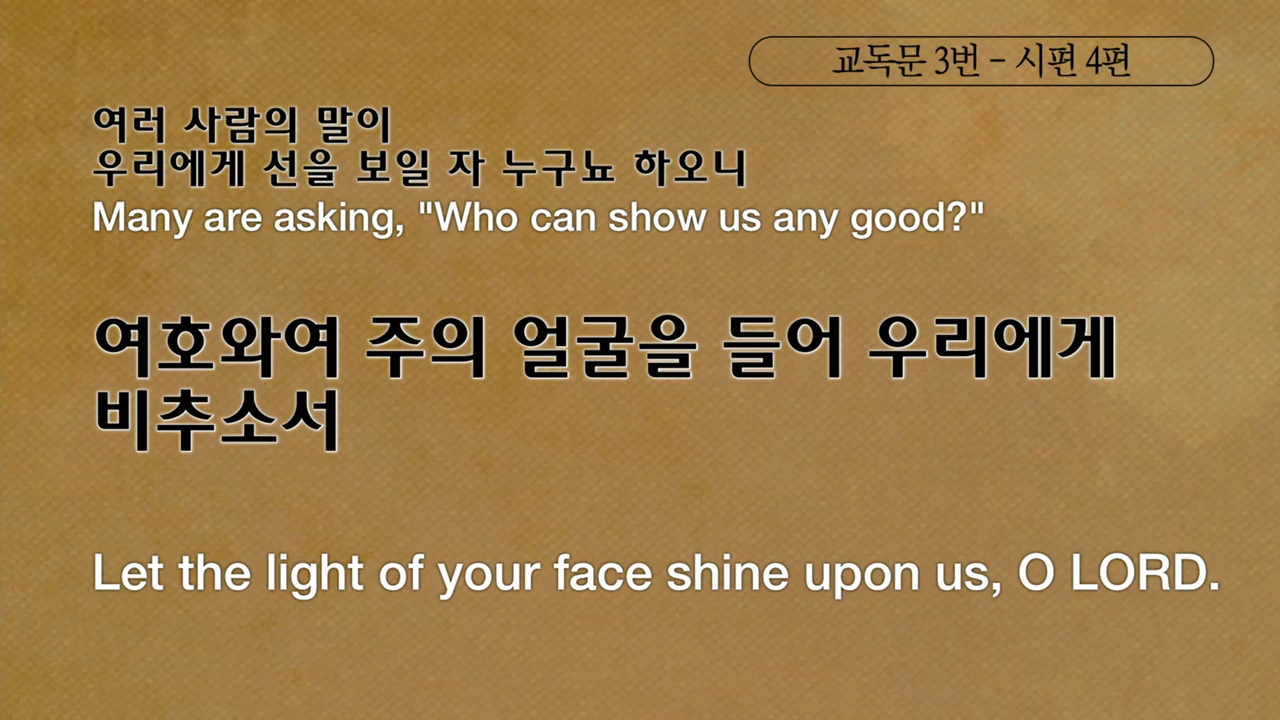 교독문 3번 - 시편 4편
여러 사람의 말이
우리에게 선을 보일 자 누구뇨 하오니
Many are asking, "Who can show us any good?"
여호와여 주의 얼굴을 들어 우리에게
비추소서
Let the light of your face shine upon us, O LORD.